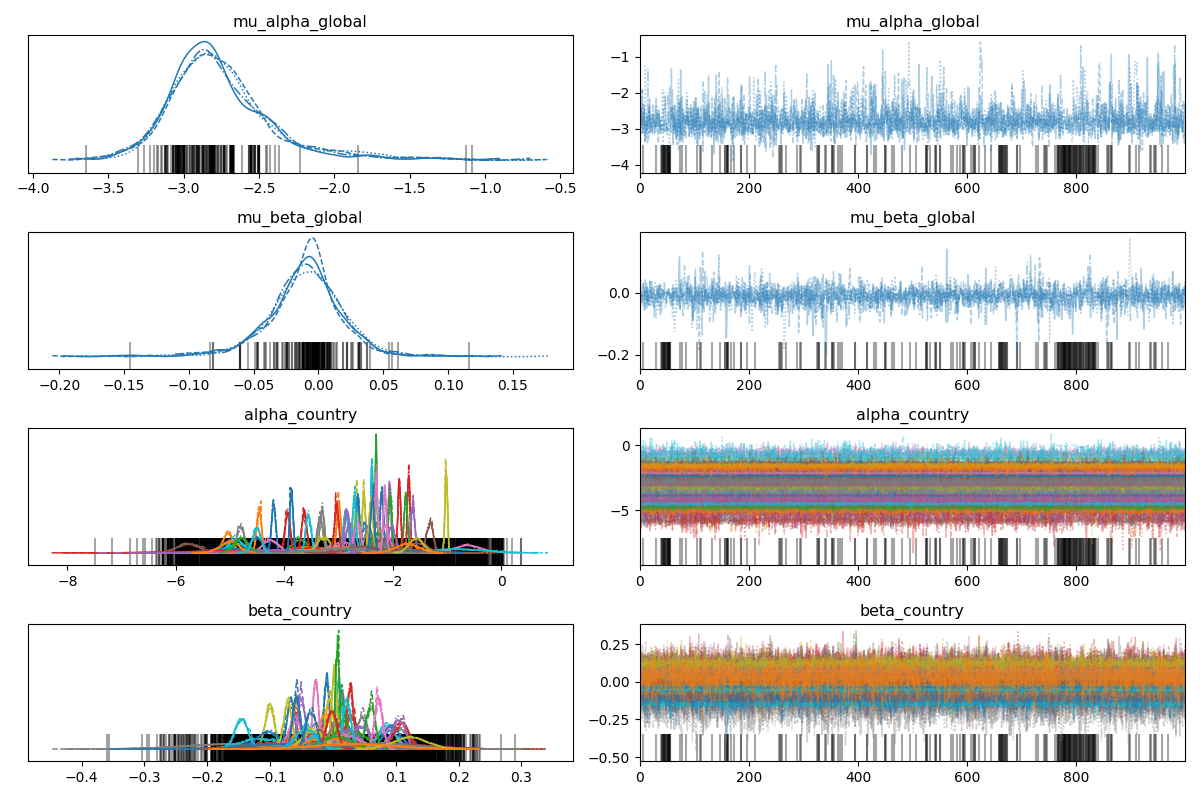 mu_alpha_global
−4.0 −3.5 −3.0 −2.5 −2.0 −1.5 −1.0 −0.5
mu_alpha_global
−1
−2
−3
−4
0 200 400 600 800
mu_beta_global
−0.20 −0.15 −0.10 −0.05 0.00 0.05 0.10 0.15
mu_beta_global
0.0
−0.2
0 200 400 600 800
alpha_country
−8 −6 −4 −2 0
alpha_country
0
−5
0 200 400 600 800
beta_country
−0.4 −0.3 −0.2 −0.1 0.0 0.1 0.2 0.3
beta_country
0.25
0.00
−0.25
−0.50
0 200 400 600 800